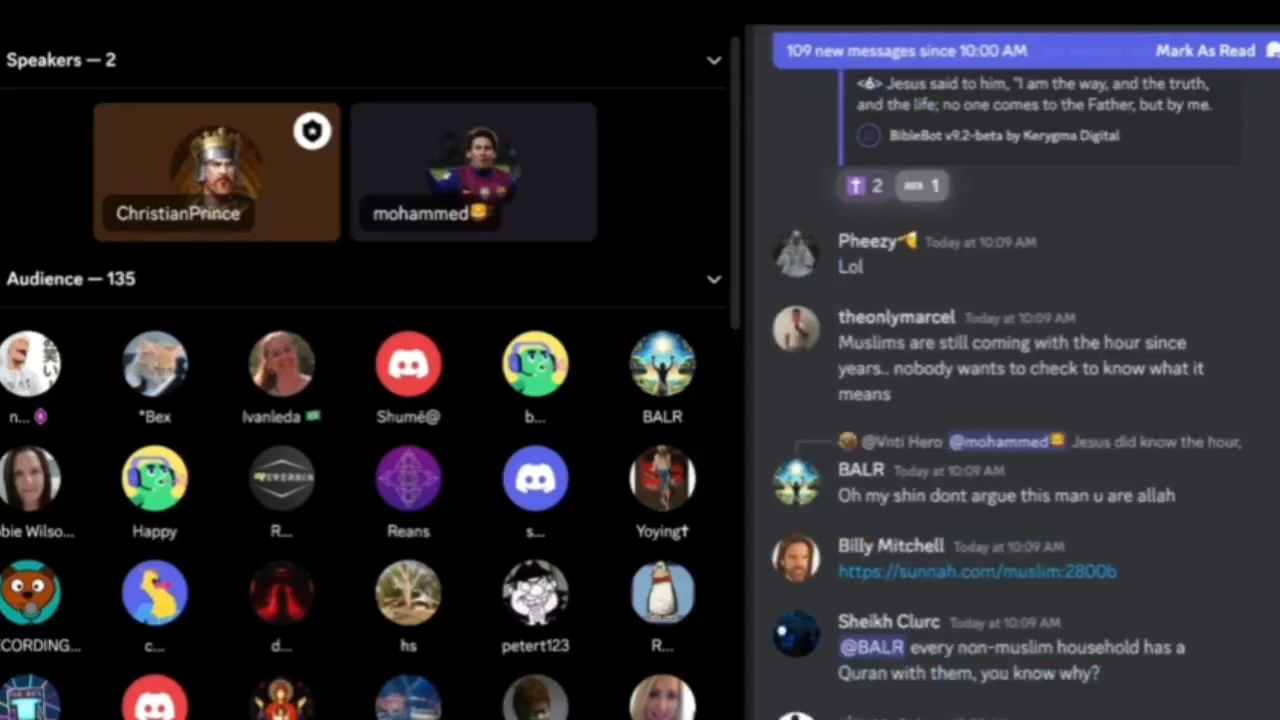 Speakers — 2
ChristianPrince
mohammed
Audience — 135
n...
*Bex
Ivanleda
Shumë@
b...
BALR
bie Wilso...
Happy
R...
Reans
s...
Yoying✝
CORDING...
c...
d...
hs
petert123
R...
109 new messages since 10:00 AM Mark As Read
<6> Jesus said to him, "I am the way, and the truth,
and the life; no one comes to the Father, but by me.
BibleBot v9.2-beta by Kerygma Digital
2 1
Pheezy Today at 10:09 AM
Lol
theonlymarcel Today at 10:09 AM
Muslims are still coming with the hour since
years.. nobody wants to check to know what it
means
@Vnti Hero @mohammed Jesus did know the hour,
BALR Today at 10:09 AM
Oh my shin dont argue this man u are allah
Billy Mitchell Today at 10:09 AM
https://sunnah.com/muslim:2800b
Sheikh Clurc Today at 10:09 AM
@BALR every non-muslim household has a
Quran with them, you know why?